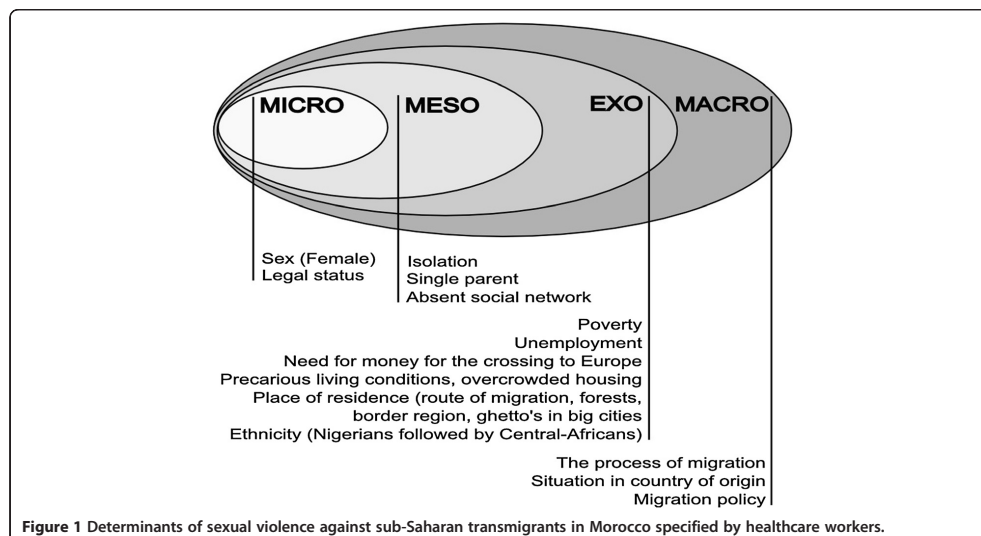 MICRO MESO EXO MACRO
Sex (Female)
Legal status
Isolation
Single parent
Absent social network
Poverty
Unemployment
Need for money for the crossing to Europe
Precarious living conditions, overcrowded housing
Place of residence (route of migration, forests,
border region, ghetto's in big cities
Ethnicity (Nigerians followed by Central-Africans)
The process of migration
Situation in country of origin
Migration policy
Figure 1 Determinants of sexual violence against sub-Saharan transmigrants in Morocco specified by healthcare workers.